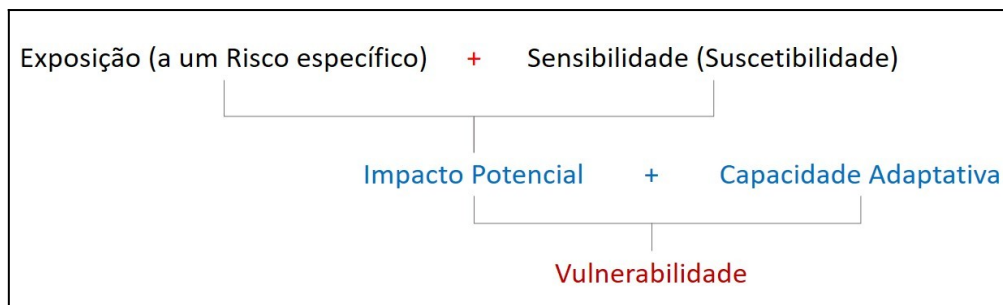 Exposição (a um Risco específico) + Sensibilidade (Suscetibilidade)
Impacto Potencial + Capacidade Adaptativa
Vulnerabilidade